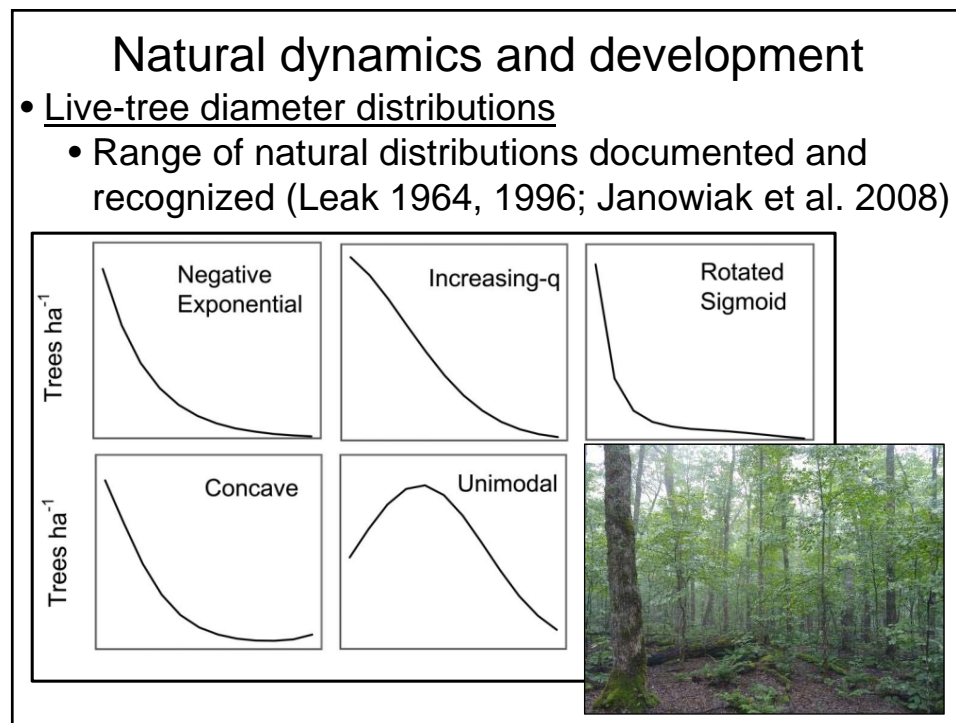 Natural dynamics and development
• Live-tree diameter distributions
• Range of natural distributions documented and
recognized (Leak 1964, 1996; Janowiak et al. 2008)
Trees ha⁻¹
Negative
Exponential
Increasing-q
Rotated
Sigmoid
Trees ha⁻¹
Concave
Unimodal